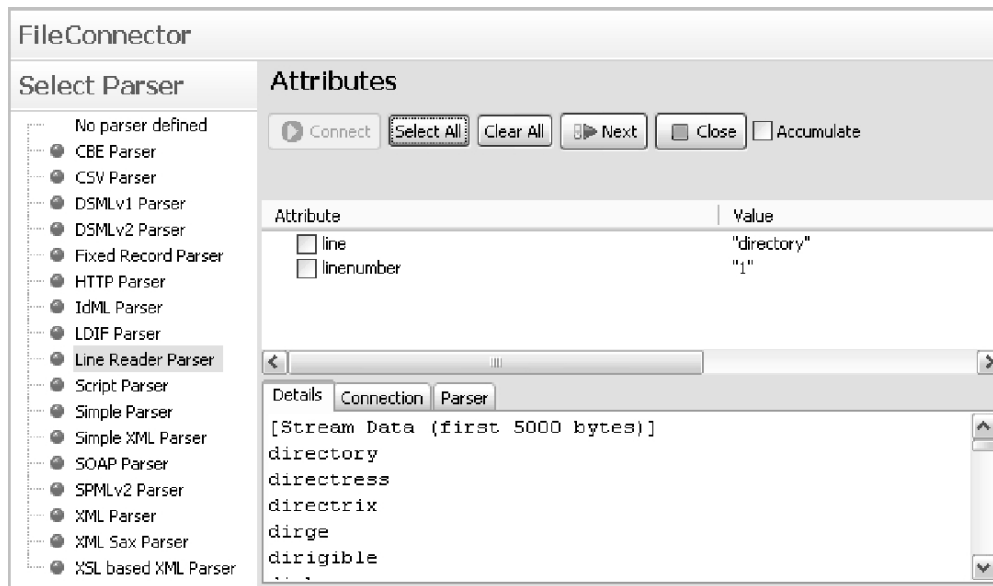 FileConnector
Select Parser
No parser defined
CBE Parser
CSV Parser
DSMLv1 Parser
DSMLv2 Parser
Fixed Record Parser
HTTP Parser
IdML Parser
LDIF Parser
Line Reader Parser
Script Parser
Simple Parser
Simple XML Parser
SOAP Parser
SPMLv2 Parser
XML Parser
XML Sax Parser
XSL based XML Parser
Attributes
Connect Select All Clear All Next Close Accumulate
Attribute Value
line "directory"
linenumber "1"
Details Connection Parser
[Stream Data (first 5000 bytes)]
directory
directress
directrix
dirge
dirigible